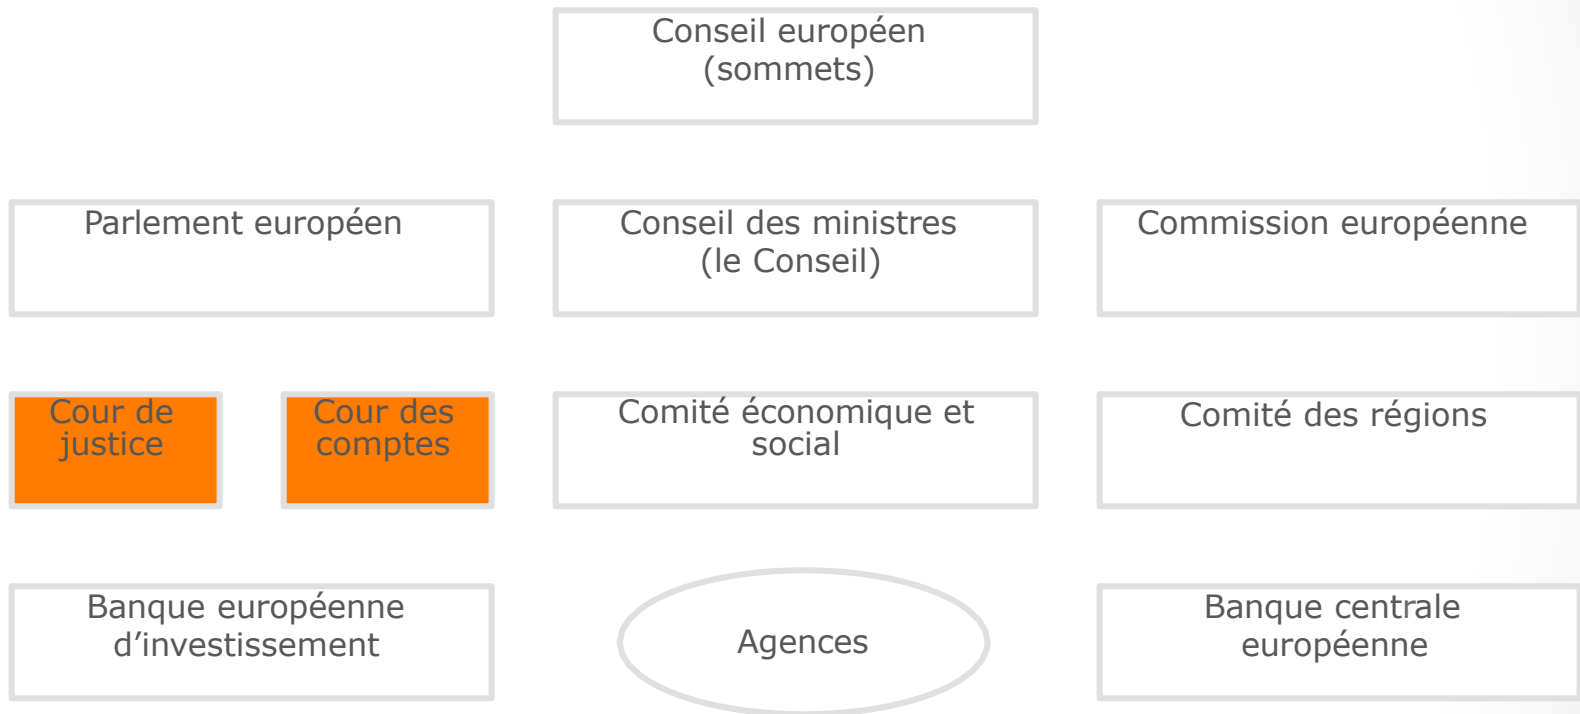 Conseil européen
(sommets)
Parlement européen
Conseil des ministres
(le Conseil)
Commission européenne
Cour de
justice
Cour des
comptes
Comité économique et
social
Comité des régions
Banque européenne
d’investissement
Agences
Banque centrale
européenne